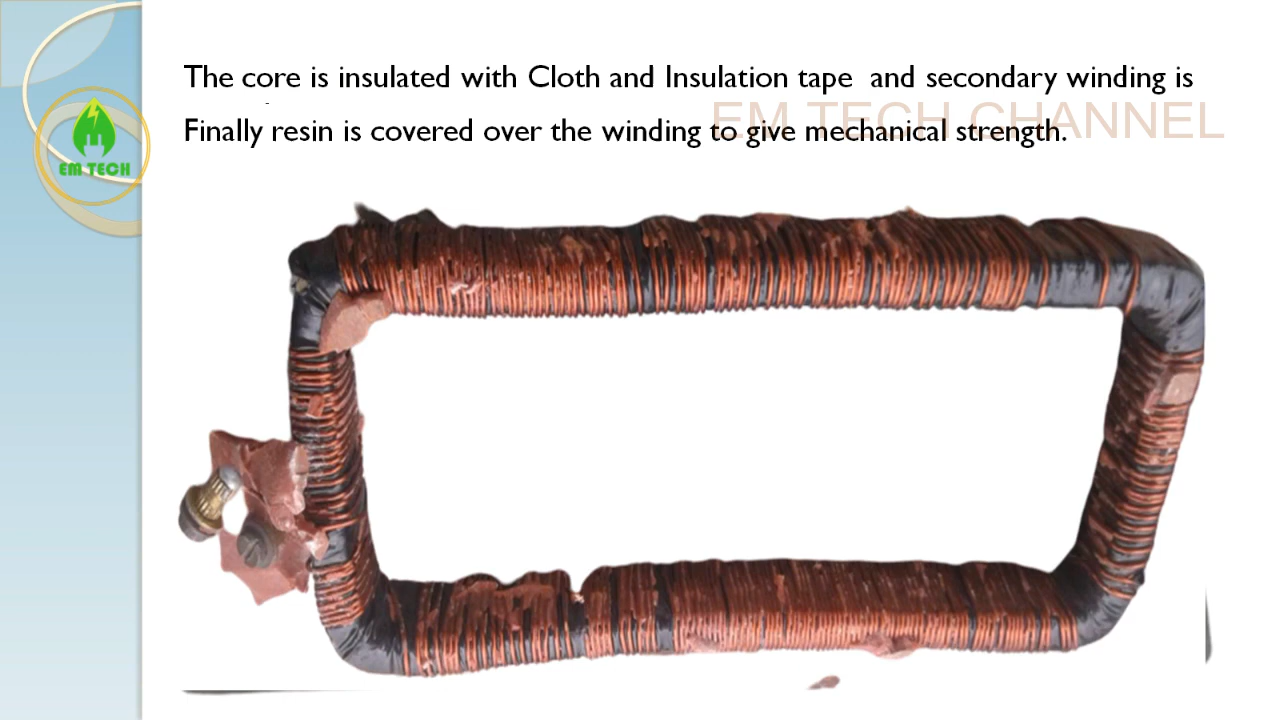 The core is insulated with Cloth and Insulation tape and secondary winding is
EM TECH CHANNEL
Finally resin is covered over the winding to give mechanical strength.
EM TECH